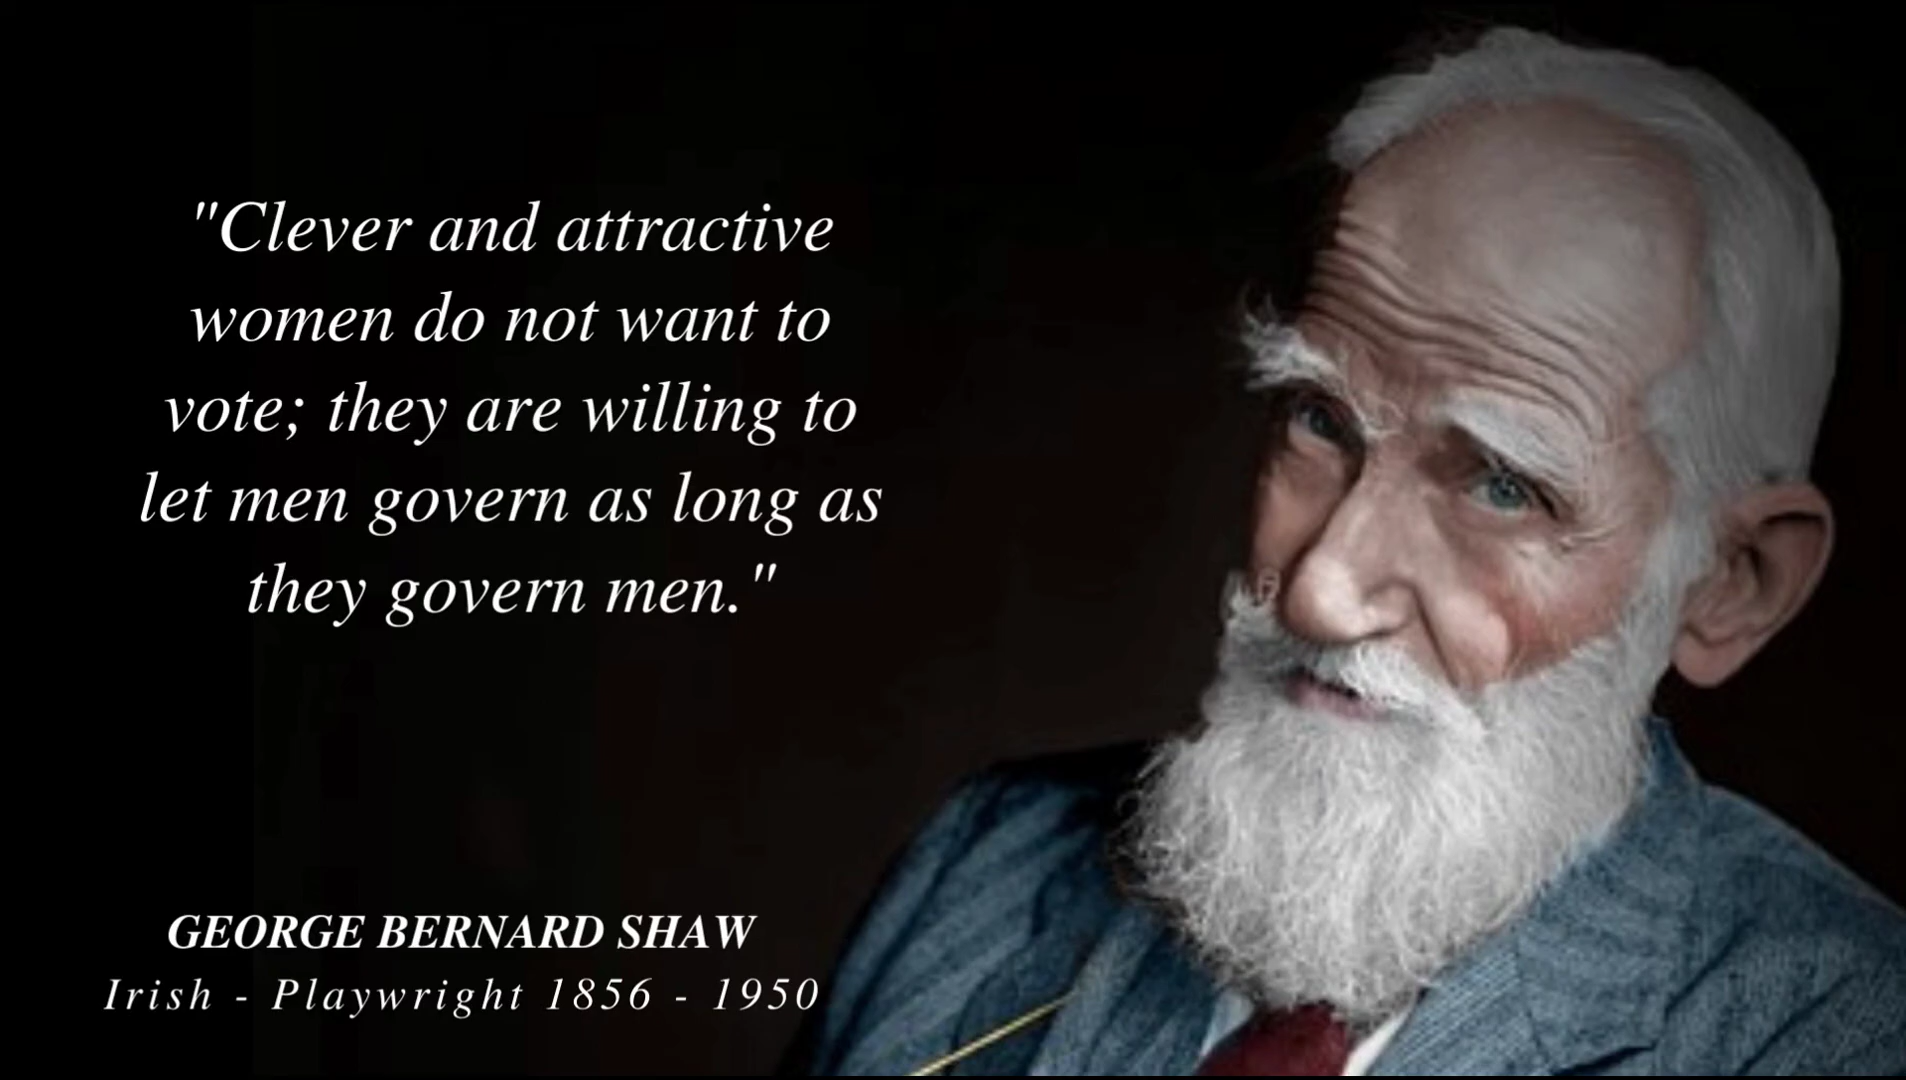 "Clever and attractive
women do not want to
vote; they are willing to
let men govern as long as
they govern men."
GEORGE BERNARD SHAW
Irish - Playwright 1856 - 1950